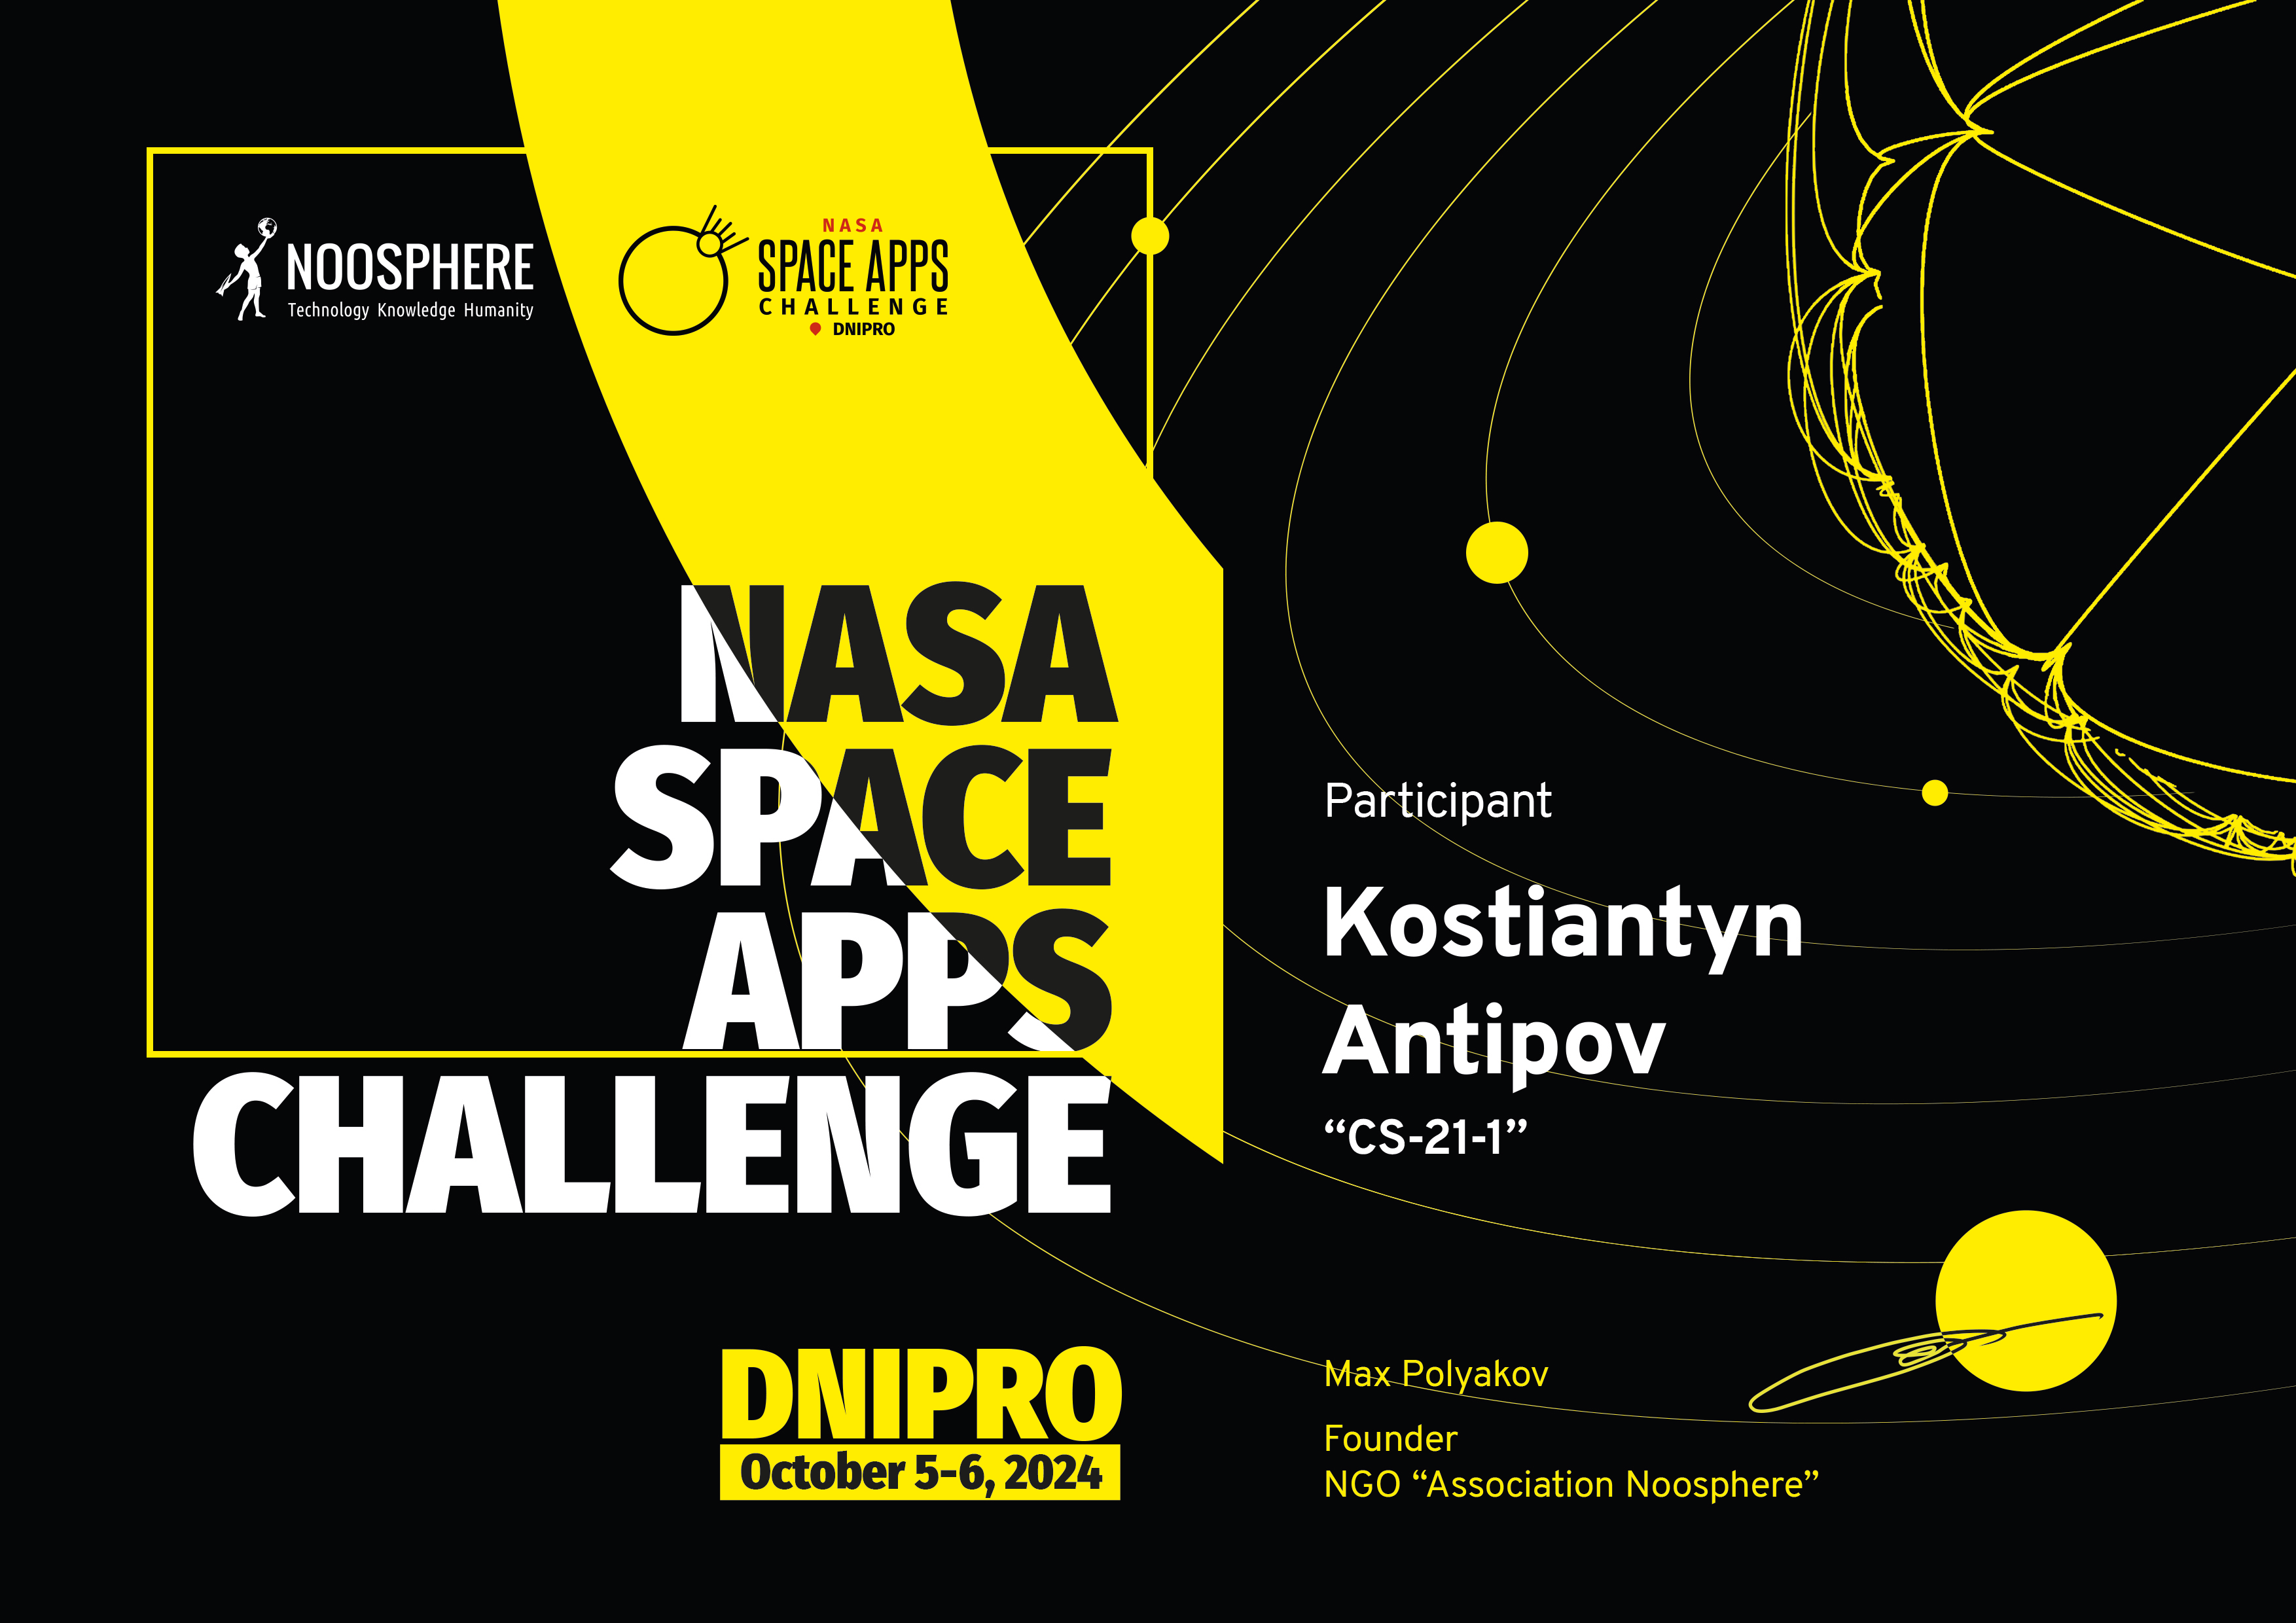 NOOSPHERE
Technology Knowledge Humanity
NASA
SPACE APPS
CHALLENGE
DNIPRO
NASA
SPACE
APPS
CHALLENGE
DNIPRO
October 5-6, 2024
Participant
Kostiantyn
Antipov
“CS-21-1”
Max Polyakov
Founder
NGO “Association Noosphere”